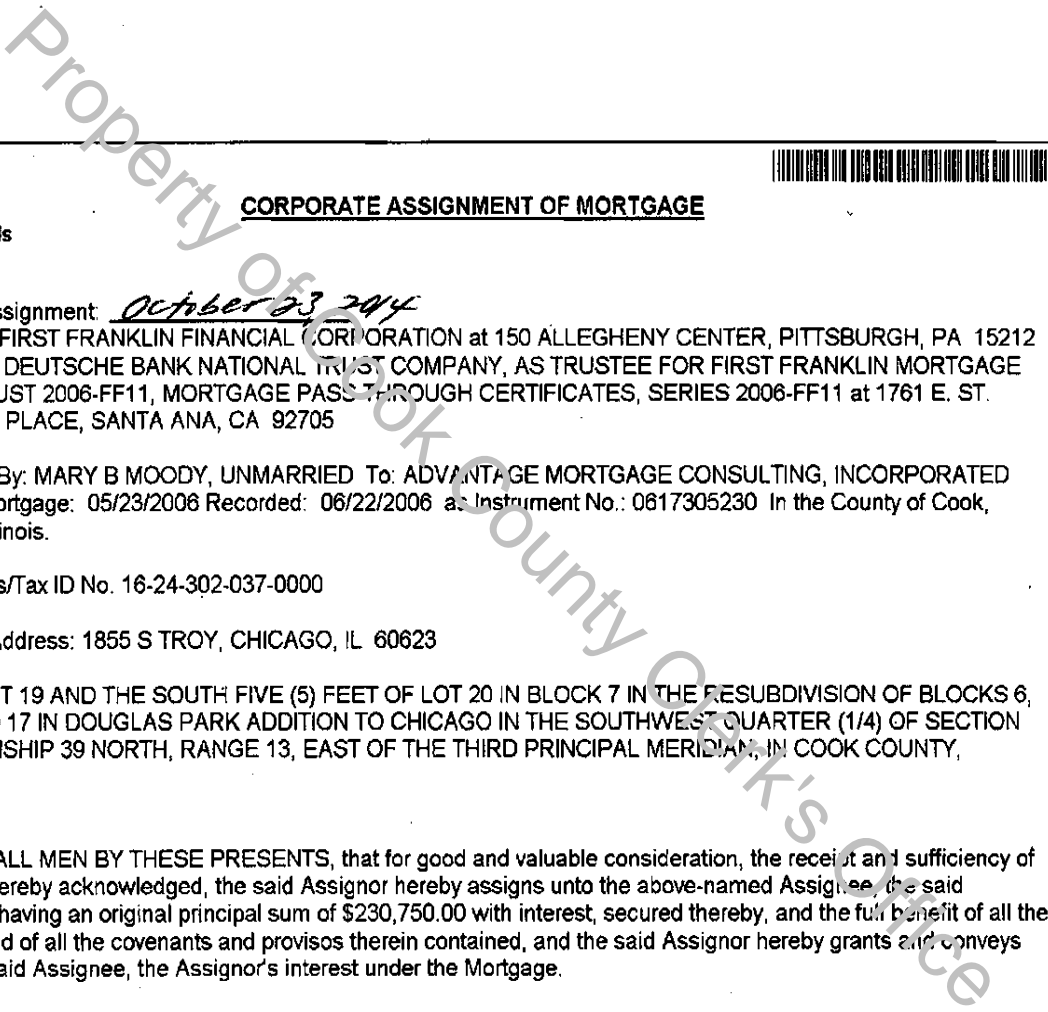 Property of Cook County Clerk's Office
CORPORATE ASSIGNMENT OF MORTGAGE
ls
ssignment: October 23, 2014
FIRST FRANKLIN FINANCIAL CORPORATION at 150 ALLEGHENY CENTER, PITTSBURGH, PA 15212
DEUTSCHE BANK NATIONAL TRUST COMPANY, AS TRUSTEE FOR FIRST FRANKLIN MORTGAGE
UST 2006-FF11, MORTGAGE PASS THROUGH CERTIFICATES, SERIES 2006-FF11 at 1761 E. ST.
PLACE, SANTA ANA, CA 92705
By: MARY B MOODY, UNMARRIED To: ADVANTAGE MORTGAGE CONSULTING, INCORPORATED
ortgage: 05/23/2006 Recorded: 06/22/2006 as Instrument No.: 0617305230 In the County of Cook,
inois.
s/Tax ID No. 16-24-302-037-0000
ddress: 1855 S TROY, CHICAGO, IL 60623
T 19 AND THE SOUTH FIVE (5) FEET OF LOT 20 IN BLOCK 7 IN THE RESUBDIVISION OF BLOCKS 6,
17 IN DOUGLAS PARK ADDITION TO CHICAGO IN THE SOUTHWEST QUARTER (1/4) OF SECTION
SHIP 39 NORTH, RANGE 13, EAST OF THE THIRD PRINCIPAL MERIDIAN, IN COOK COUNTY,
ALL MEN BY THESE PRESENTS, that for good and valuable consideration, the receipt and sufficiency of
ereby acknowledged, the said Assignor hereby assigns unto the above-named Assignee, the said
having an original principal sum of $230,750.00 with interest, secured thereby, and the full benefit of all the
d of all the covenants and provisos therein contained, and the said Assignor hereby grants and conveys
aid Assignee, the Assignor's interest under the Mortgage.